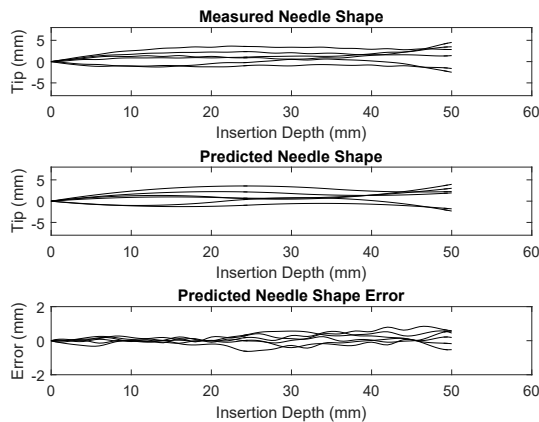 Measured Needle Shape
5
0
-5
Tip (mm)
0 10 20 30 40 50 60
Insertion Depth (mm)
Predicted Needle Shape
5
0
-5
Tip (mm)
0 10 20 30 40 50 60
Insertion Depth (mm)
Predicted Needle Shape Error
2
0
-2
Error (mm)
0 10 20 30 40 50 60
Insertion Depth (mm)